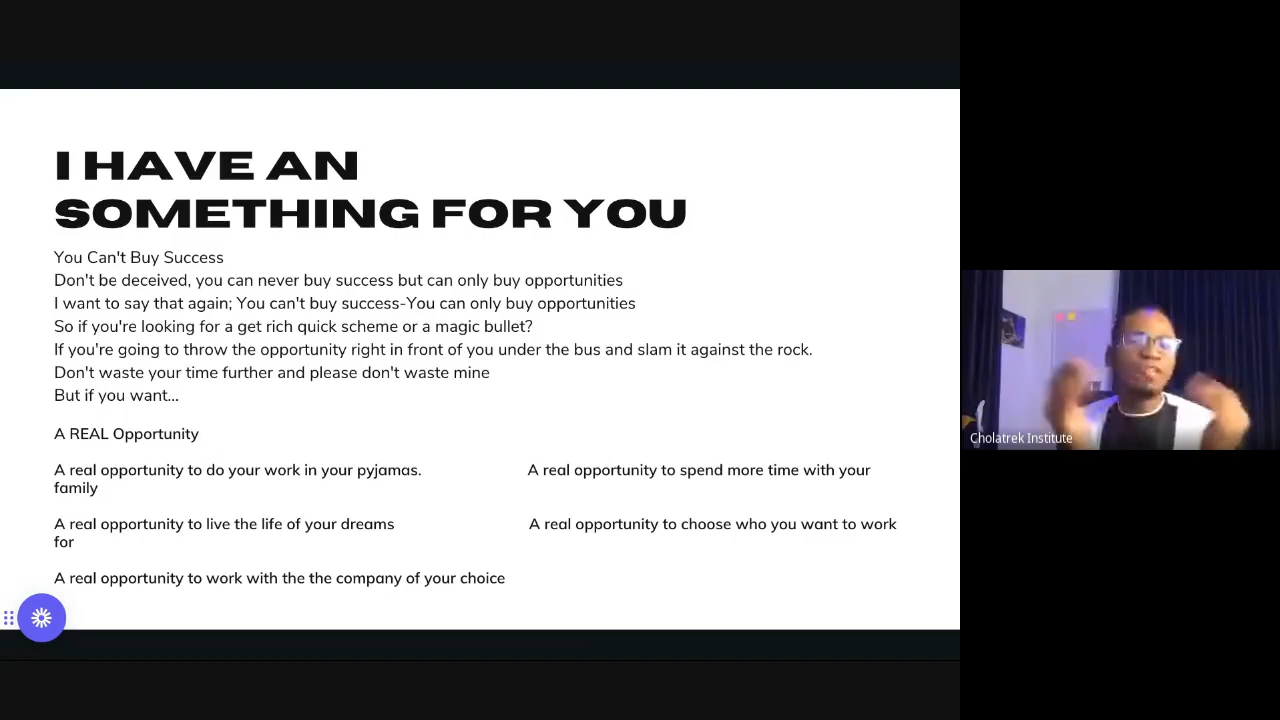 I HAVE AN
SOMETHING FOR YOU
You Can't Buy Success
Don't be deceived, you can never buy success but can only buy opportunities
I want to say that again; You can't buy success-You can only buy opportunities
So if you're looking for a get rich quick scheme or a magic bullet?
If you're going to throw the opportunity right in front of you under the bus and slam it against the rock.
Don't waste your time further and please don't waste mine
But if you want...
A REAL Opportunity
A real opportunity to do your work in your pyjamas. A real opportunity to spend more time with your
family
A real opportunity to live the life of your dreams A real opportunity to choose who you want to work
for
A real opportunity to work with the the company of your choice
Cholatrek Institute